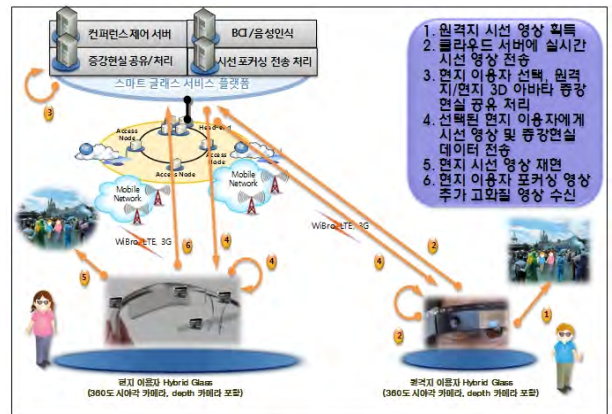 컨퍼런스 제어 서버
BCI/음성인식
증강현실 공유/처리
시선 포커싱 전송 처리
스마트 글래스 서비스 플랫폼
3
Access
Node
Head-end
Access
Node
Access
Node
Access Node
Mobile
Network
Mobile
Network
WiBro, LTE, 3G
WiBro, LTE, 3G
6
4
4
5
4
2
2
1
현지 이용자 Hybrid Glass
(360도 시야각 카메라, depth 카메라 포함)
원격지 이용자 Hybrid Glass
(360도 시야각 카메라, depth 카메라 포함)
1. 원격지 시선 영상 획득
2. 클라우드 서버에 실시간
시선 영상 전송
3. 현지 이용자 선택, 원격
지/현지 3D 아바타 증강
현실 공유 처리
4. 선택된 현지 이용자에게
시선 영상 및 증강현실
데이터 전송
5. 현지 시선 영상 재현
6. 현지 이용자 포커싱 영상
추가 고화질 영상 수신